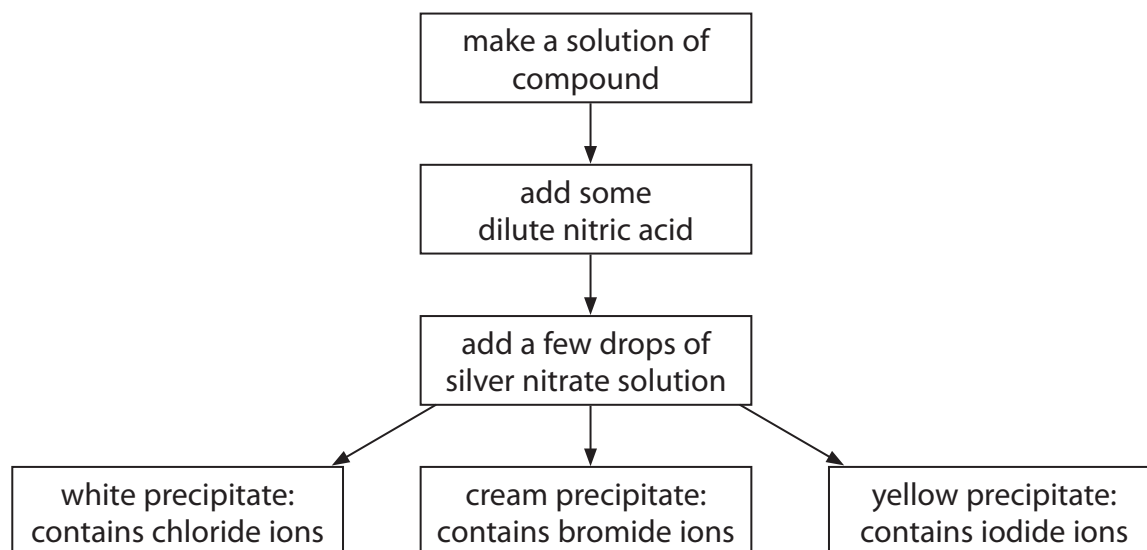 make a solution of
compound
add some
dilute nitric acid
add a few drops of
silver nitrate solution
white precipitate:
contains chloride ions
cream precipitate:
contains bromide ions
yellow precipitate:
contains iodide ions